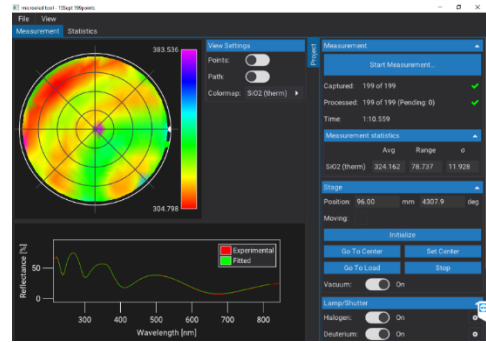 microsnail tool - 15sept 199points
File View
Measurement Statistics
383.536
304.798
View Settings
Points:
Path:
Colormap: SiO2 (therm)
Project
Measurement
Start Measurement...
Captured: 199 of 199
Processed: 199 of 199 (Pending: 0)
Time: 1:10.559
Measurement statistics
Avg Range σ
SiO2 (therm) 324.162 78.737 11.928
Stage
Position: 96.00 mm 4307.9 deg
Moving:
Initialize
Go To Center Set Center
Go To Load Stop
Vacuum: On
Lamp/Shutter
Halogen: On
Deuterium: On
Reflectance [%]
50
0
Experimental
Fitted
300 400 500 600 700 800
Wavelength [nm]